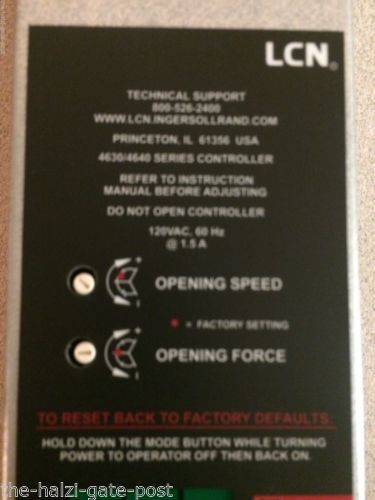 LCN
TECHNICAL SUPPORT
800-526-2400
WWW.LCN.INGERSOLLRAND.COM
PRINCETON, IL 61356 USA
4630/4640 SERIES CONTROLLER
REFER TO INSTRUCTION
MANUAL BEFORE ADJUSTING
DO NOT OPEN CONTROLLER
120VAC, 60 Hz
@ 1.5 A
+
OPENING SPEED
-
* = FACTORY SETTING
+
OPENING FORCE
-
TO RESET BACK TO FACTORY DEFAULTS:
HOLD DOWN THE MODE BUTTON WHILE TURNING
POWER TO OPERATOR OFF THEN BACK ON.
the-halzi-gate-post